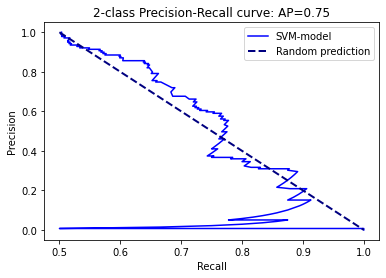 2-class Precision-Recall curve: AP=0.75
SVM-model
Random prediction
1.0
0.8
0.6
0.4
0.2
0.0
Precision
0.5 0.6 0.7 0.8 0.9 1.0
Recall